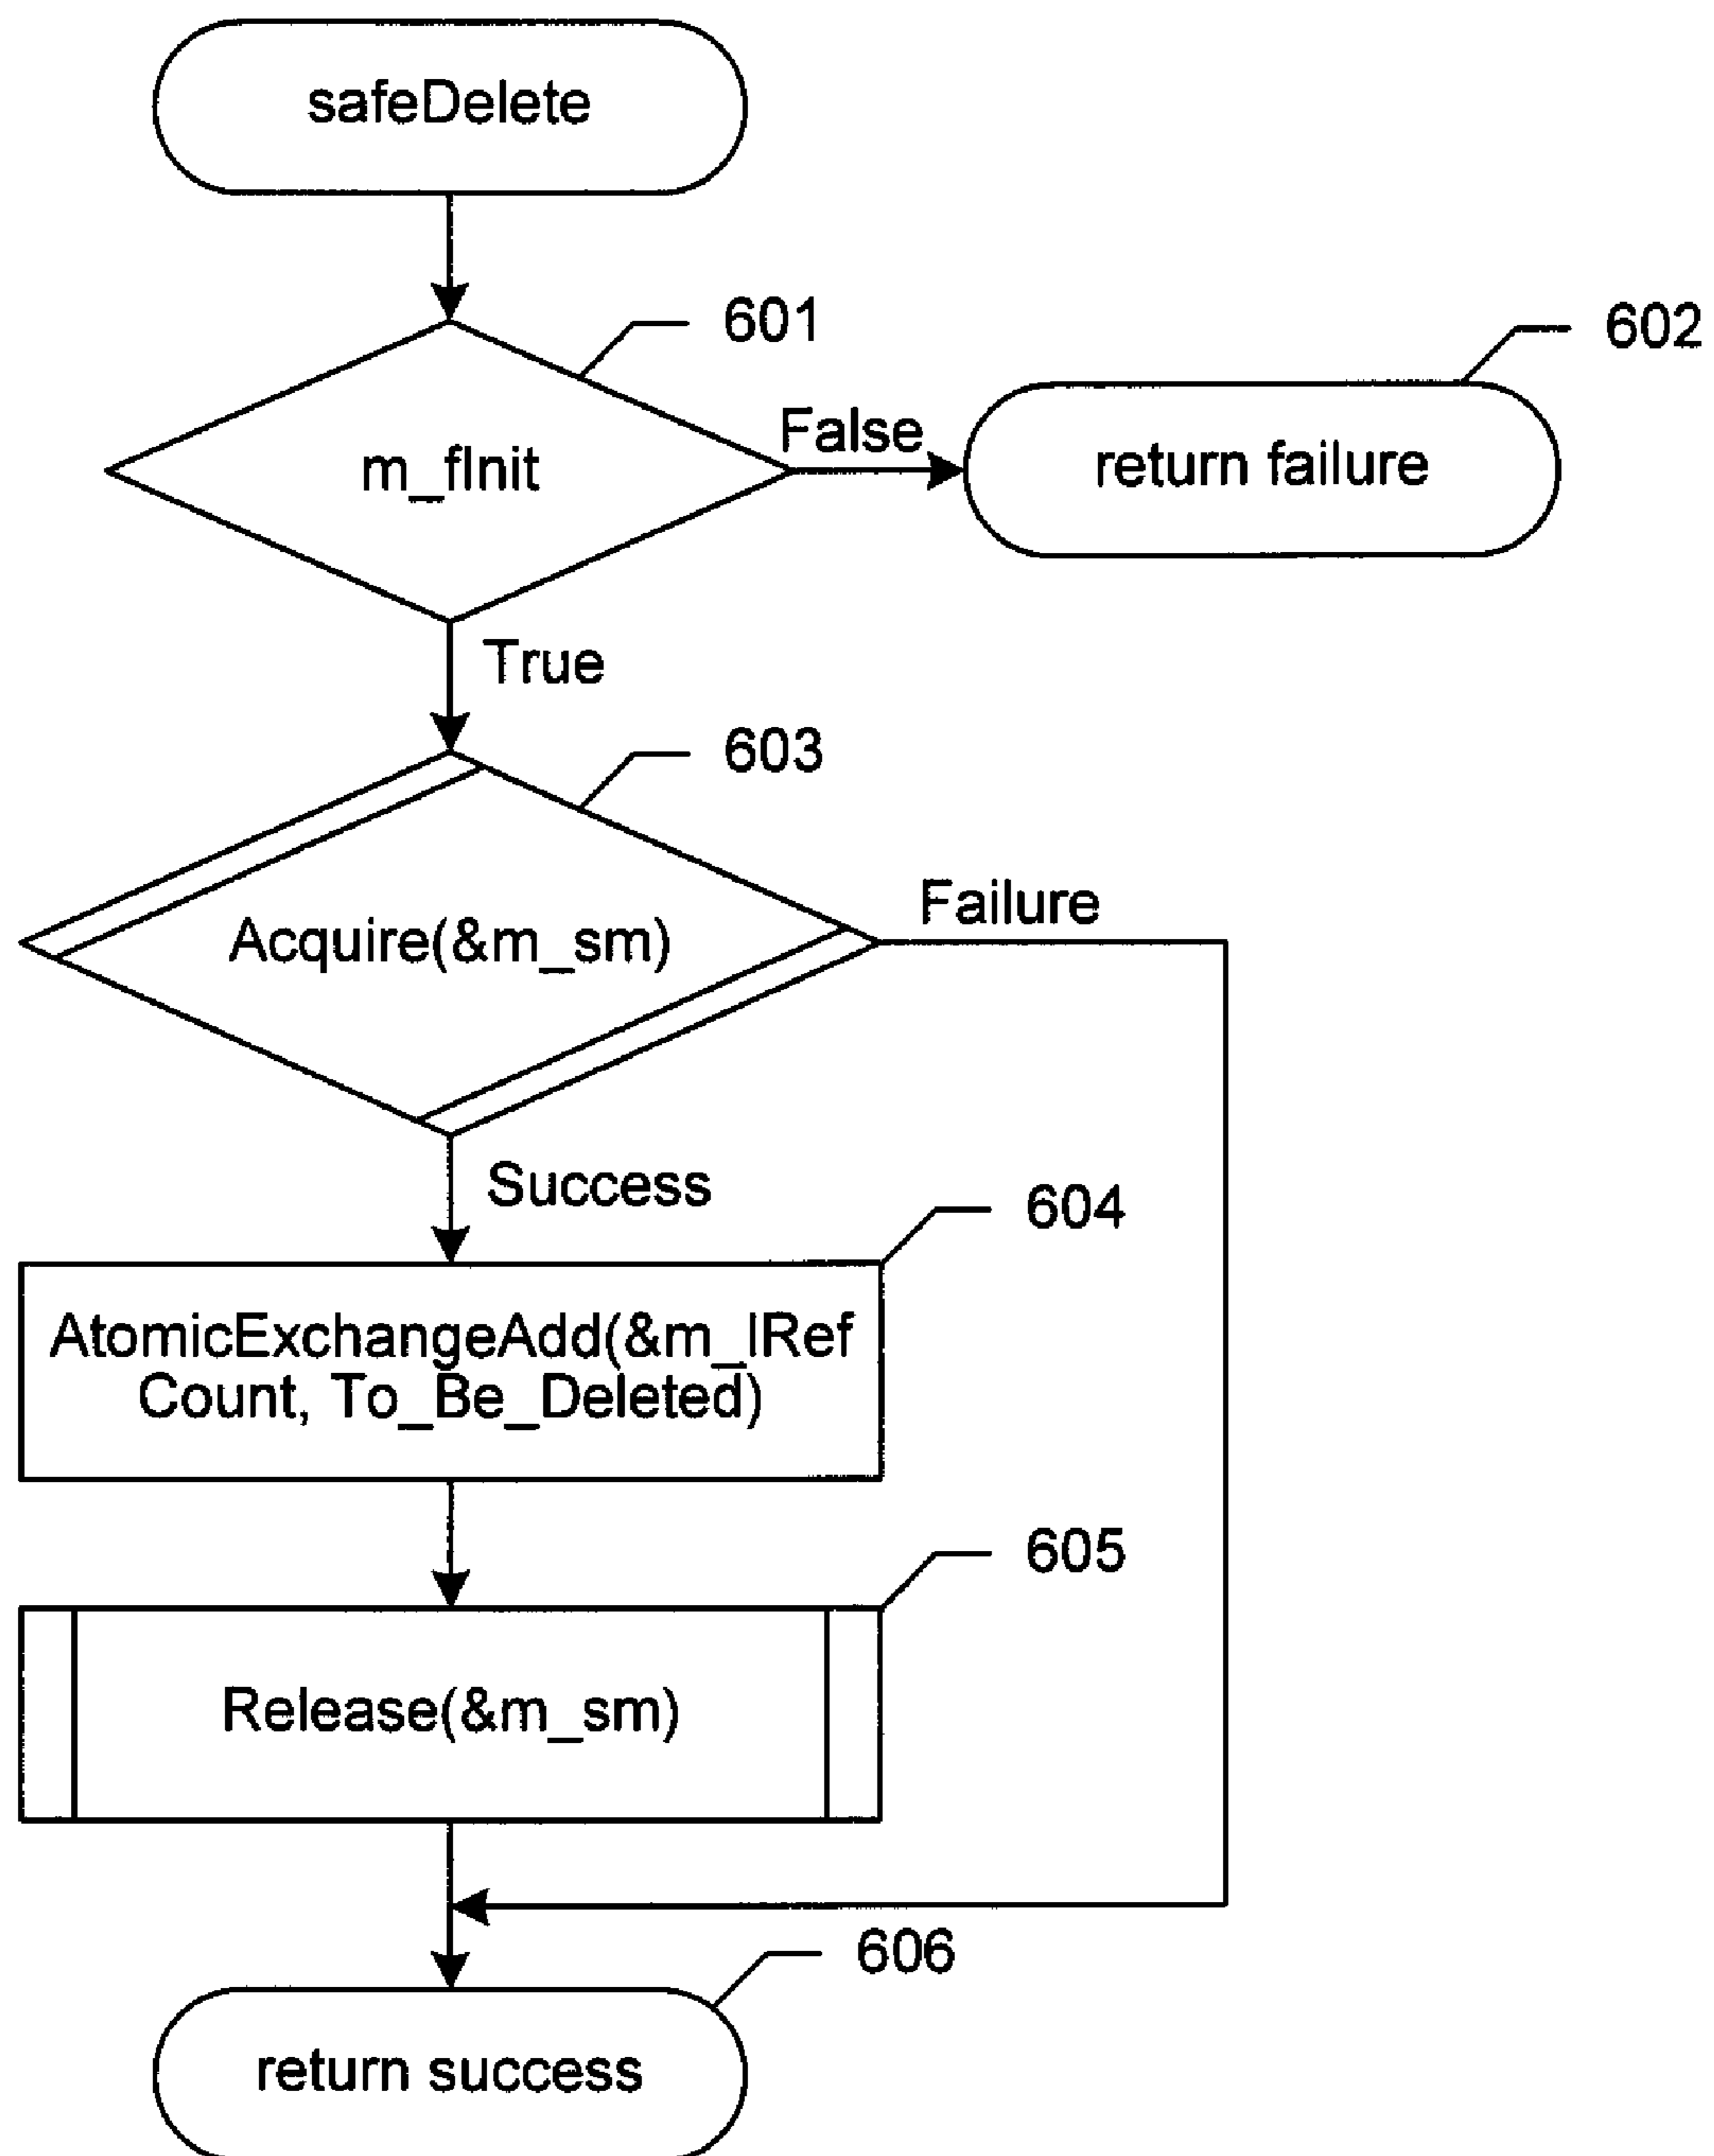 safeDelete
601
602
m_fInit
False
return failure
True
603
Acquire(&m_sm)
Failure
Success
604
AtomicExchangeAdd(&m_lRef
Count, To_Be_Deleted)
605
Release(&m_sm)
606
return success